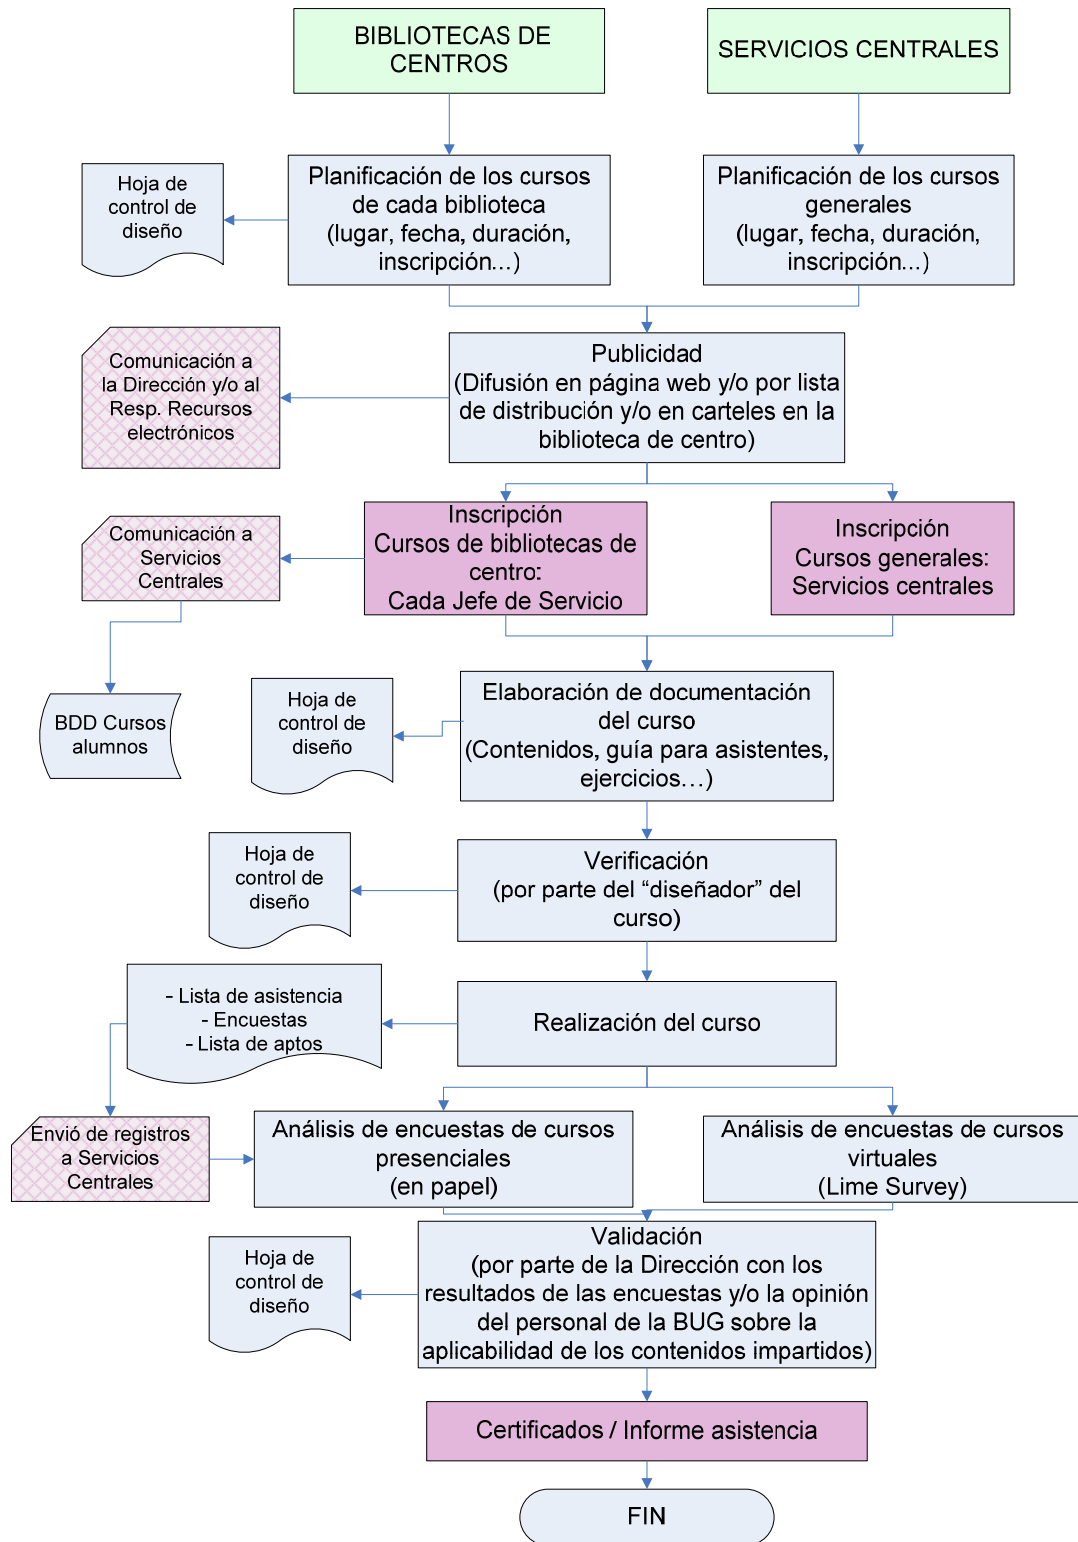 BIBLIOTECAS DE
CENTROS
SERVICIOS CENTRALES
Hoja de
control de
diseño
Planificación de los cursos
de cada biblioteca
(lugar, fecha, duración,
inscripción...)
Planificación de los cursos
generales
(lugar, fecha, duración,
inscripción...)
Comunicación a
la Dirección y/o al
Resp. Recursos
electrónicos
Publicidad
(Difusión en página web y/o por lista
de distribución y/o en carteles en la
biblioteca de centro)
Comunicación a
Servicios
Centrales
Inscripción
Cursos de bibliotecas de
centro:
Cada Jefe de Servicio
Inscripción
Cursos generales:
Servicios centrales
BDD Cursos
alumnos
Hoja de
control de
diseño
Elaboración de documentación
del curso
(Contenidos, guía para asistentes,
ejercicios…)
Hoja de
control de
diseño
Verificación
(por parte del “diseñador” del
curso)
- Lista de asistencia
- Encuestas
- Lista de aptos
Realización del curso
Envió de registros
a Servicios
Centrales
Análisis de encuestas de cursos
presenciales
(en papel)
Análisis de encuestas de cursos
virtuales
(Lime Survey)
Hoja de
control de
diseño
Validación
(por parte de la Dirección con los
resultados de las encuestas y/o la opinión
del personal de la BUG sobre la
aplicabilidad de los contenidos impartidos)
Certificados / Informe asistencia
FIN